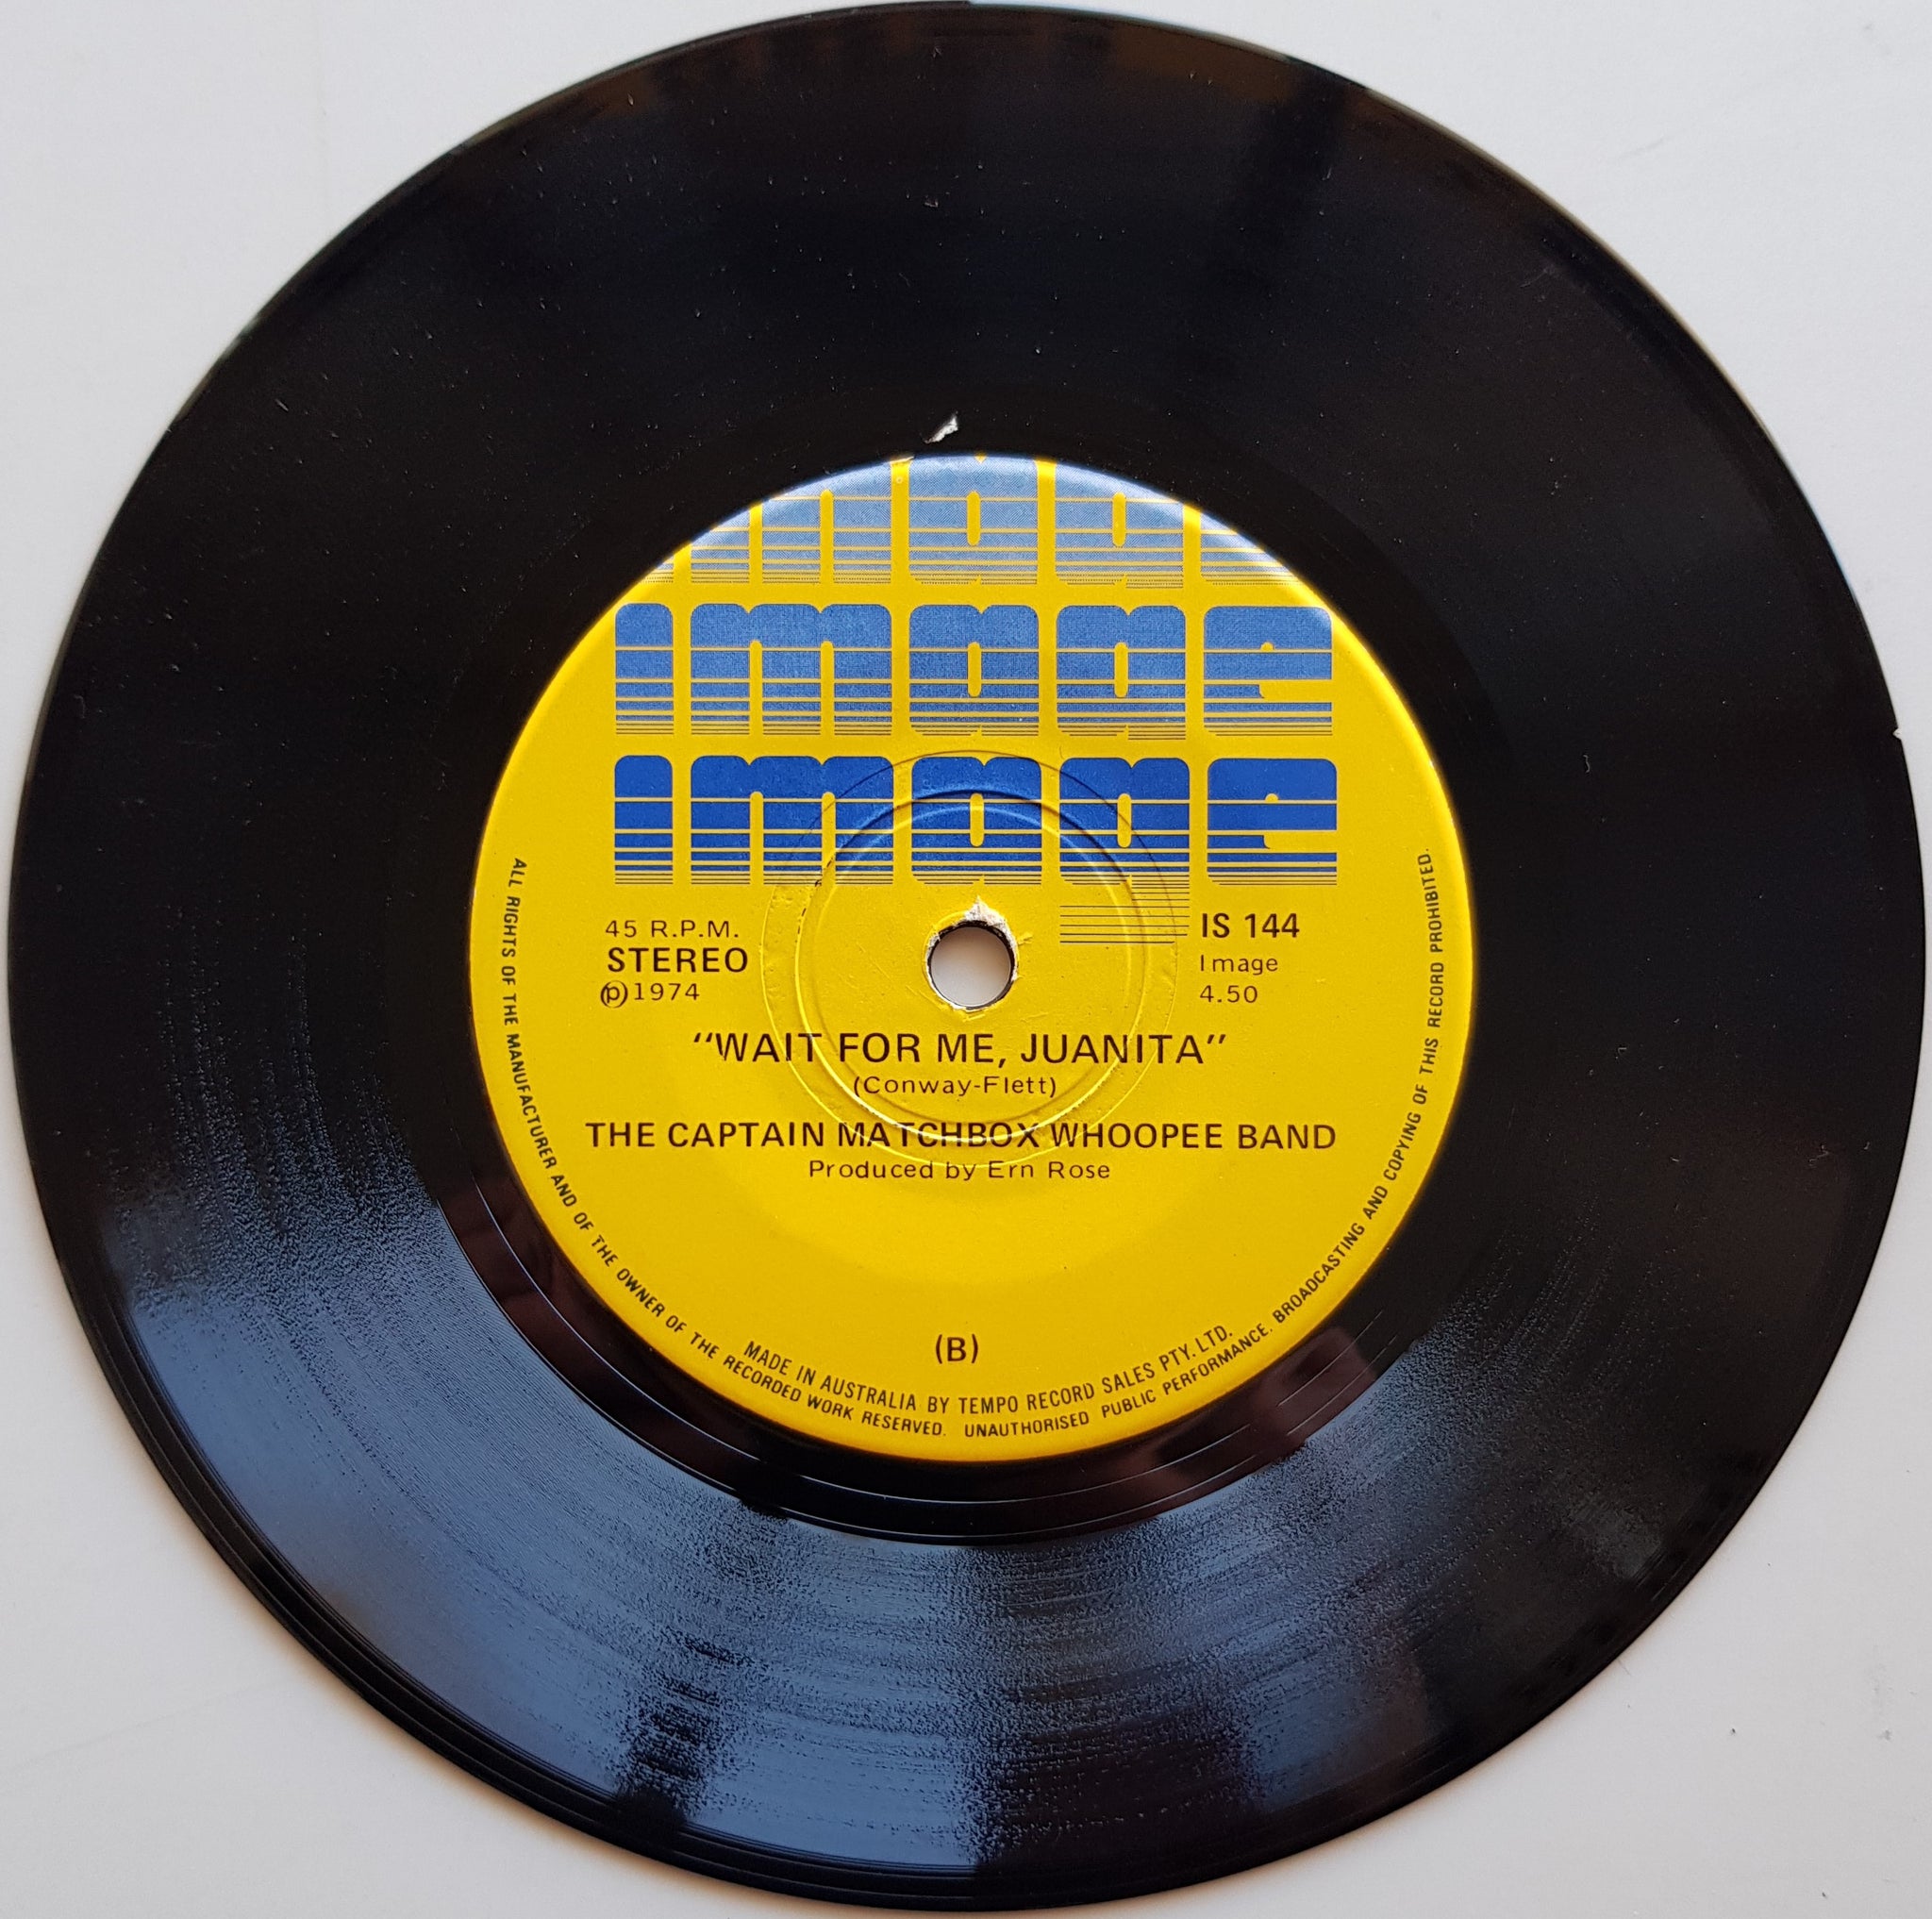 image
image
image
45 R.P.M.
STEREO
℗1974
IS 144
Image
4.50
"WAIT FOR ME, JUANITA"
(Conway-Flett)
THE CAPTAIN MATCHBOX WHOOPEE BAND
Produced by Ern Rose
(B)
MADE IN AUSTRALIA BY TEMPO RECORD SALES PTY. LTD.
ALL RIGHTS OF THE MANUFACTURER AND OF THE OWNER OF THE RECORDED WORK RESERVED. UNAUTHORISED PUBLIC PERFORMANCE. BROADCASTING AND COPYING OF THIS RECORD PROHIBITED.